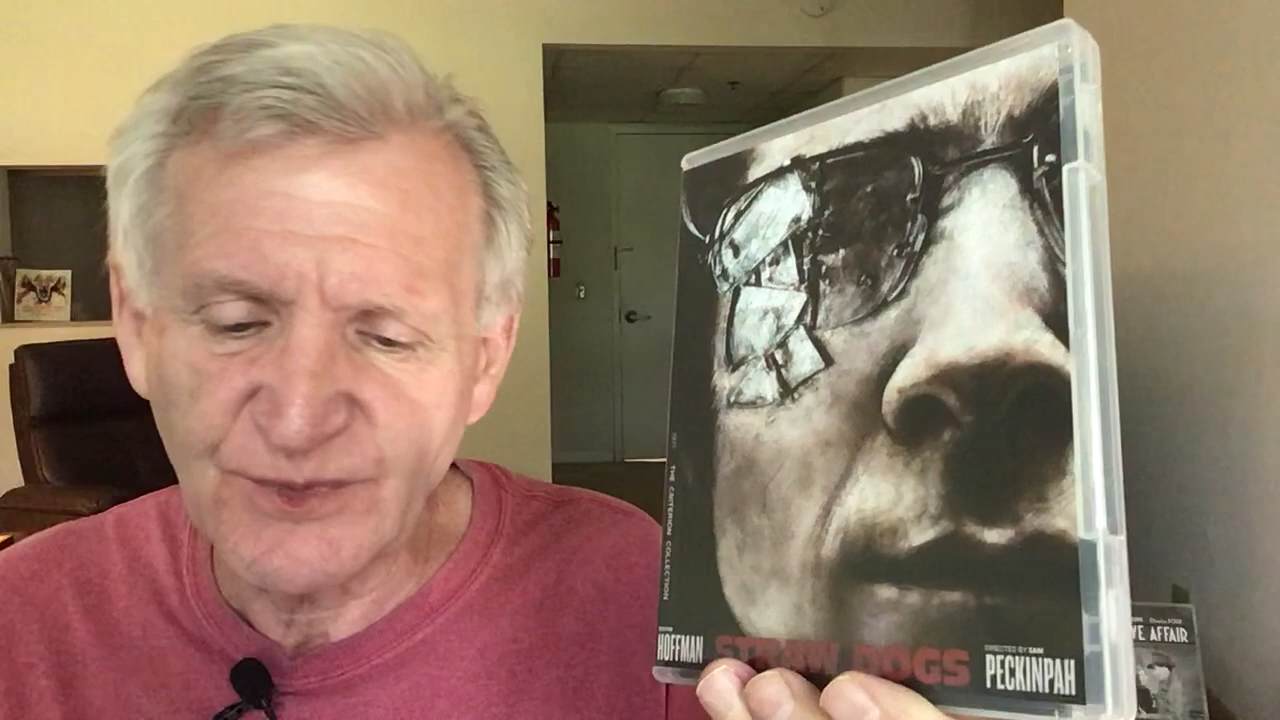 THE CRITERION COLLECTION
HOFFMAN
STRAW DOGS
DIRECTED BY SAM
PECKINPAH
VE AFFAIR